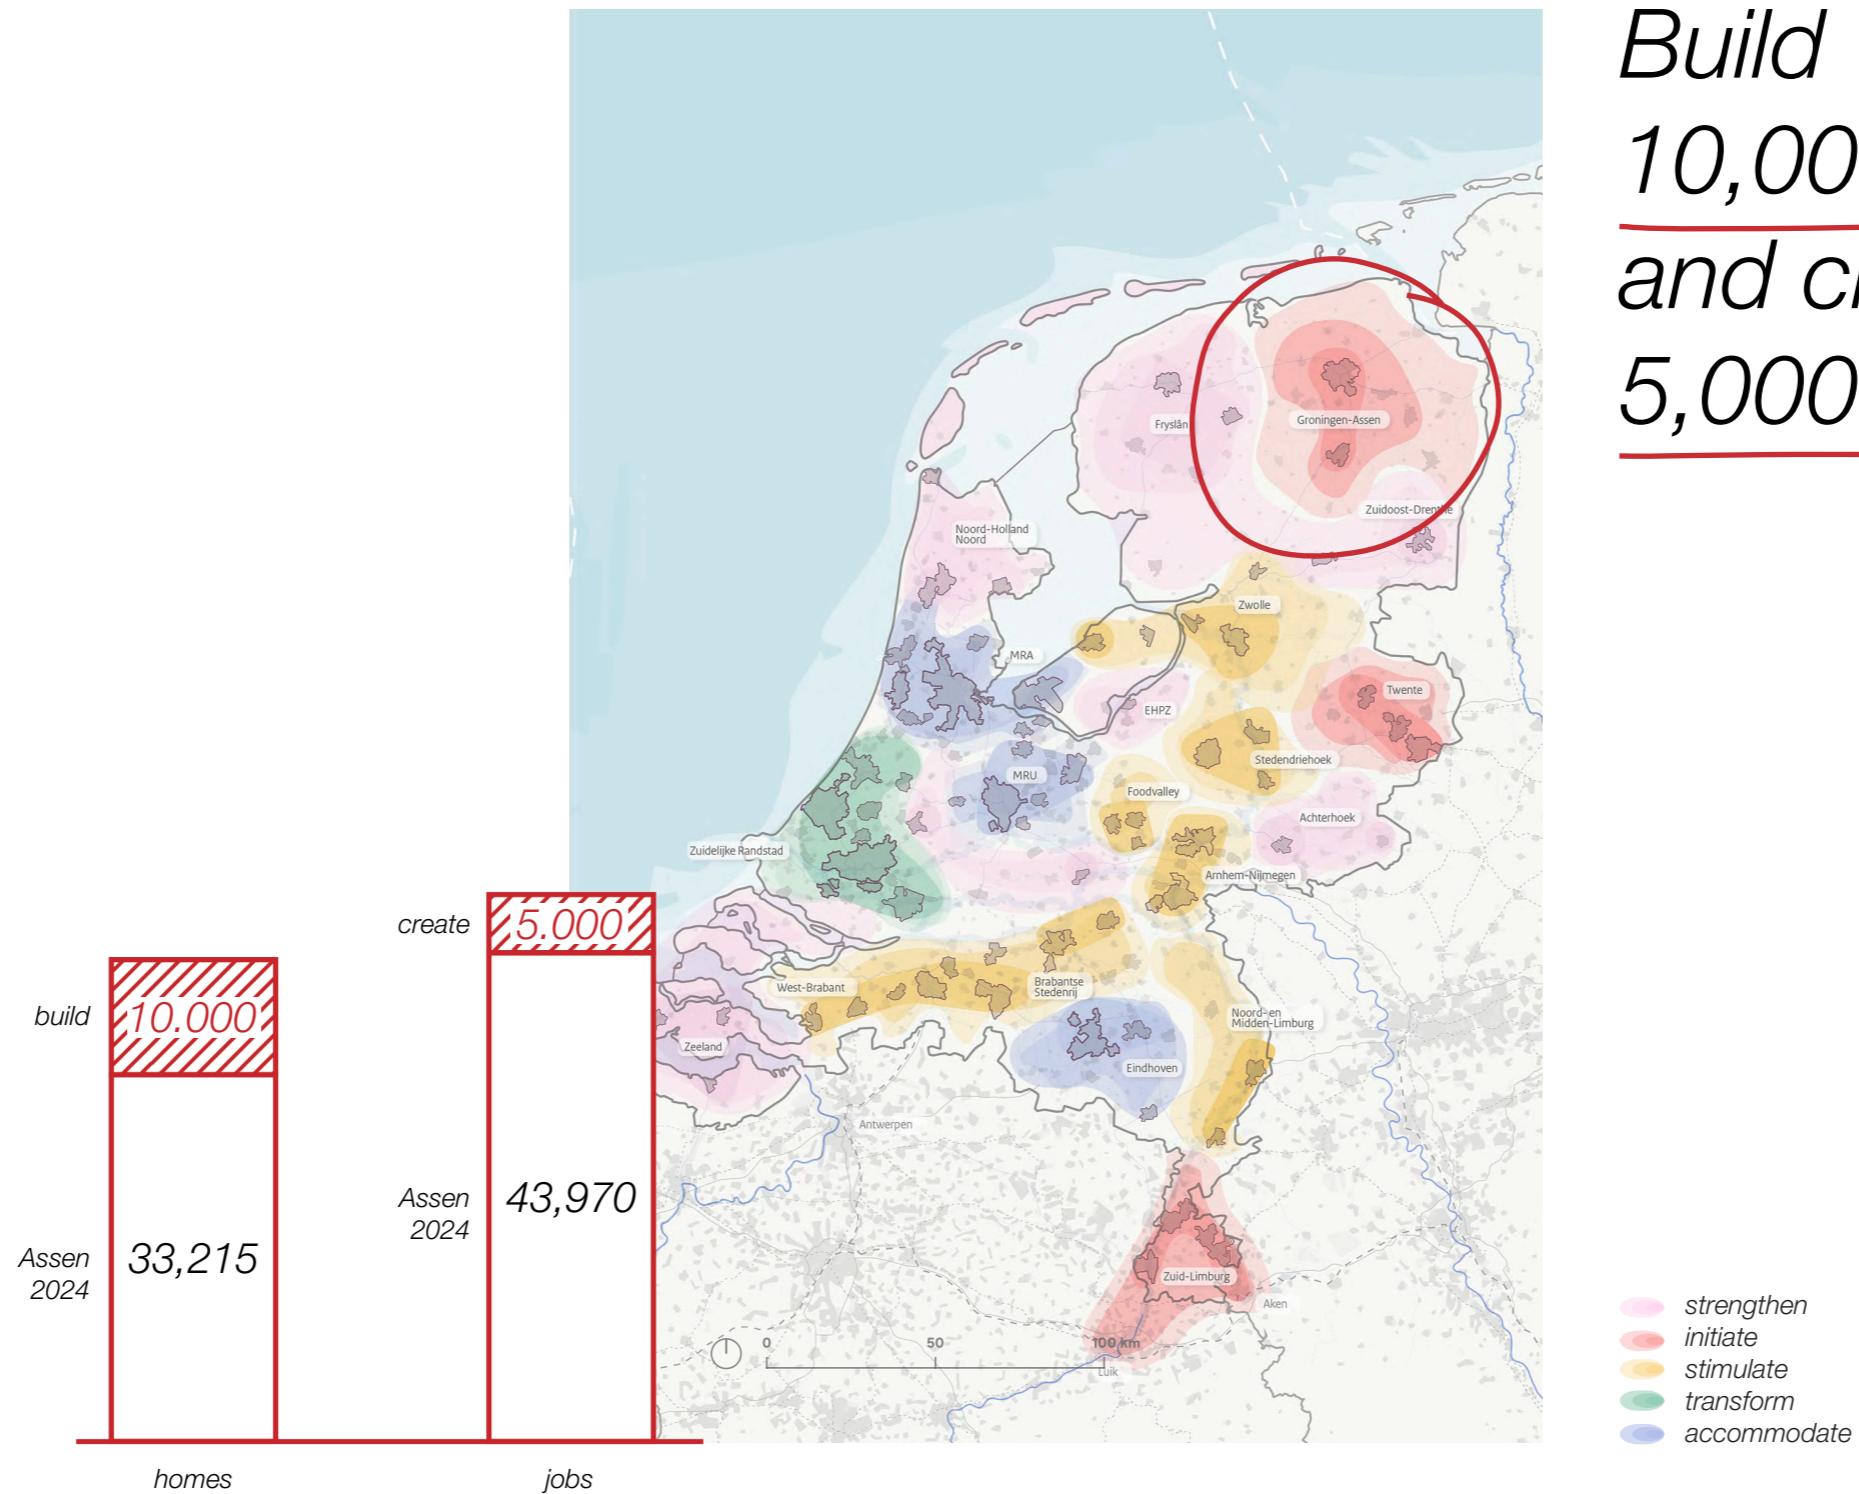 Build
10,00
and c
5,000
Fryslân
Groningen-Assen
Zuidoost-Drenthe
Noord-Holland
Noord
Zwolle
MRA
Twente
EHPZ
Stedendriehoek
MRU
Foodvalley
Achterhoek
Zuidelijke Randstad
Arnhem-Nijmegen
West-Brabant
Brabantse
Stedenrij
Noord- en
Midden-Limburg
Zeeland
Eindhoven
Antwerpen
Zuid-Limburg
Aken
Luik
0 50 100 km
create
5.000
build
10.000
Assen
2024
43,970
Assen
2024
33,215
homes
jobs
strengthen
initiate
stimulate
transform
accommodate